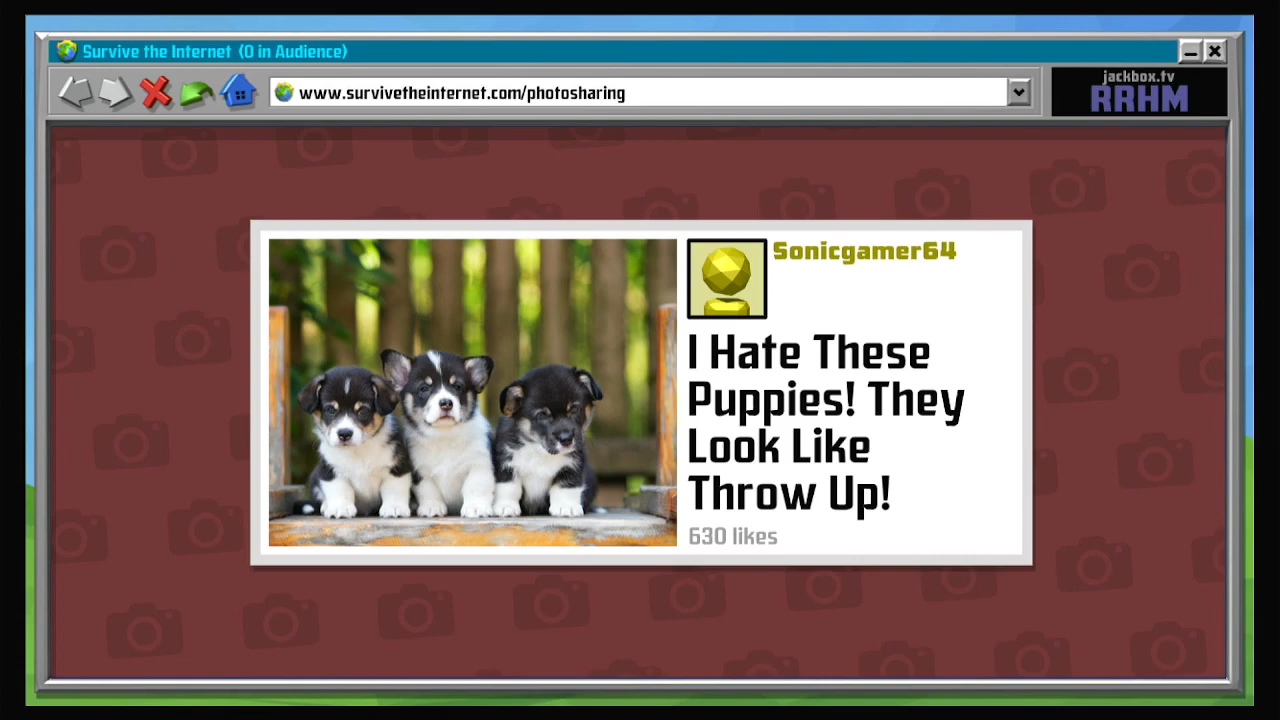 Survive the Internet (0 in Audience)
www.survivetheinternet.com/photosharing
jackbox.tv
RRHM
Sonicgamer64
I Hate These
Puppies! They
Look Like
Throw Up!
630 likes